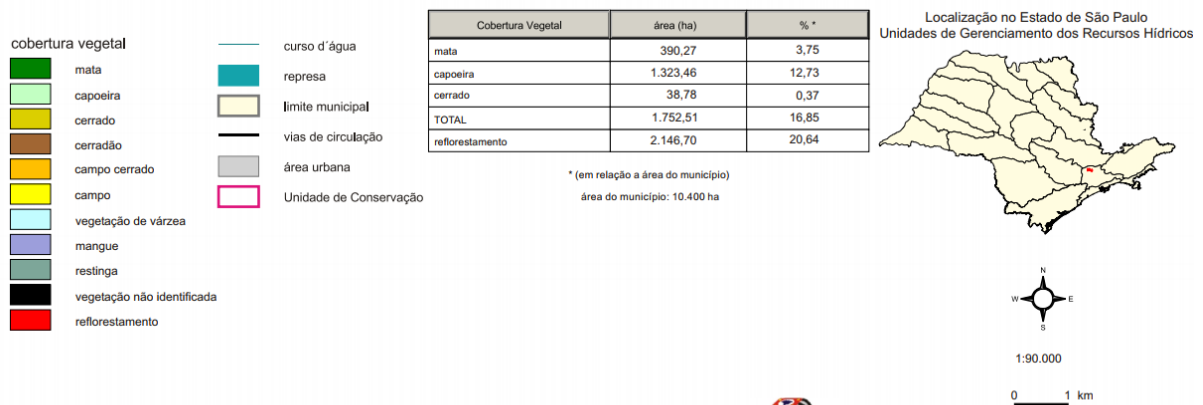 cobertura vegetal
mata
capoeira
cerrado
cerradão
campo cerrado
campo
vegetação de várzea
mangue
restinga
vegetação não identificada
reflorestamento
curso d´água
represa
limite municipal
vias de circulação
área urbana
Unidade de Conservação
Cobertura Vegetal área (ha) % *
mata 390,27 3,75
capoeira 1.323,46 12,73
cerrado 38,78 0,37
TOTAL 1.752,51 16,85
reflorestamento 2.146,70 20,64
* (em relação a área do município)
área do município: 10.400 ha
Localização no Estado de São Paulo
Unidades de Gerenciamento dos Recursos Hídricos
N
W E
S
1:90.000
0 1 km